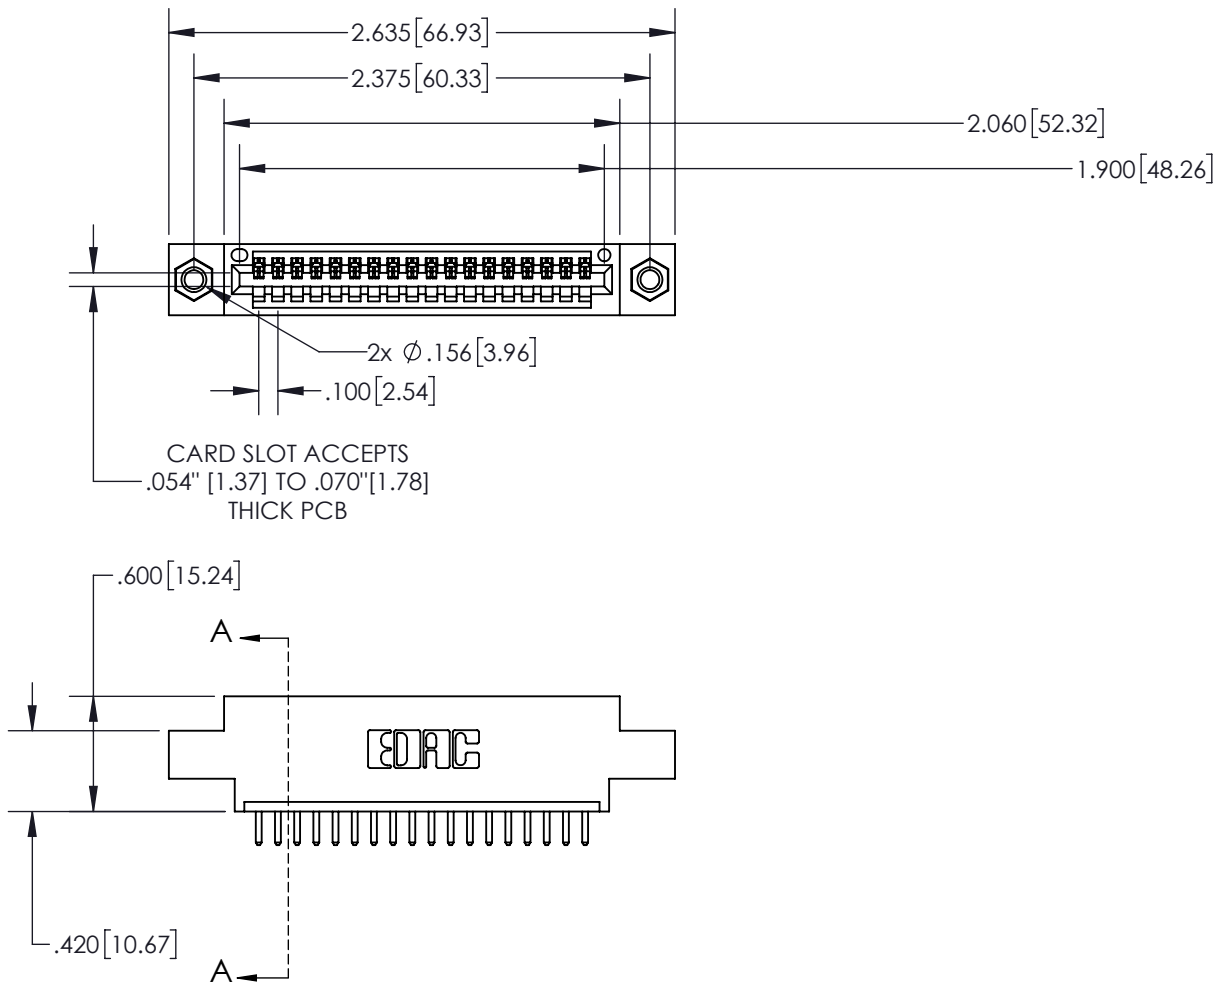 2.635[66.93]
2.375[60.33]
2.060[52.32]
1.900[48.26]
2x Ø.156[3.96]
.100[2.54]
CARD SLOT ACCEPTS
.054" [1.37] TO .070"[1.78]
THICK PCB
.600[15.24]
A
EDAC
.420[10.67]
A